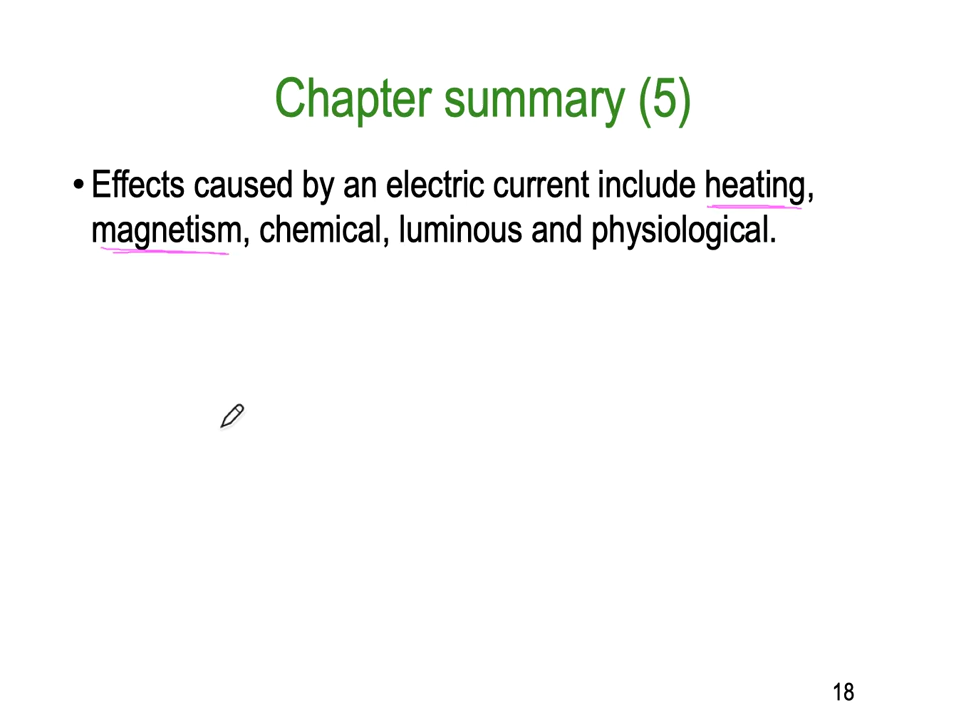 Chapter summary (5)
• Effects caused by an electric current include heating,
magnetism, chemical, luminous and physiological.
18